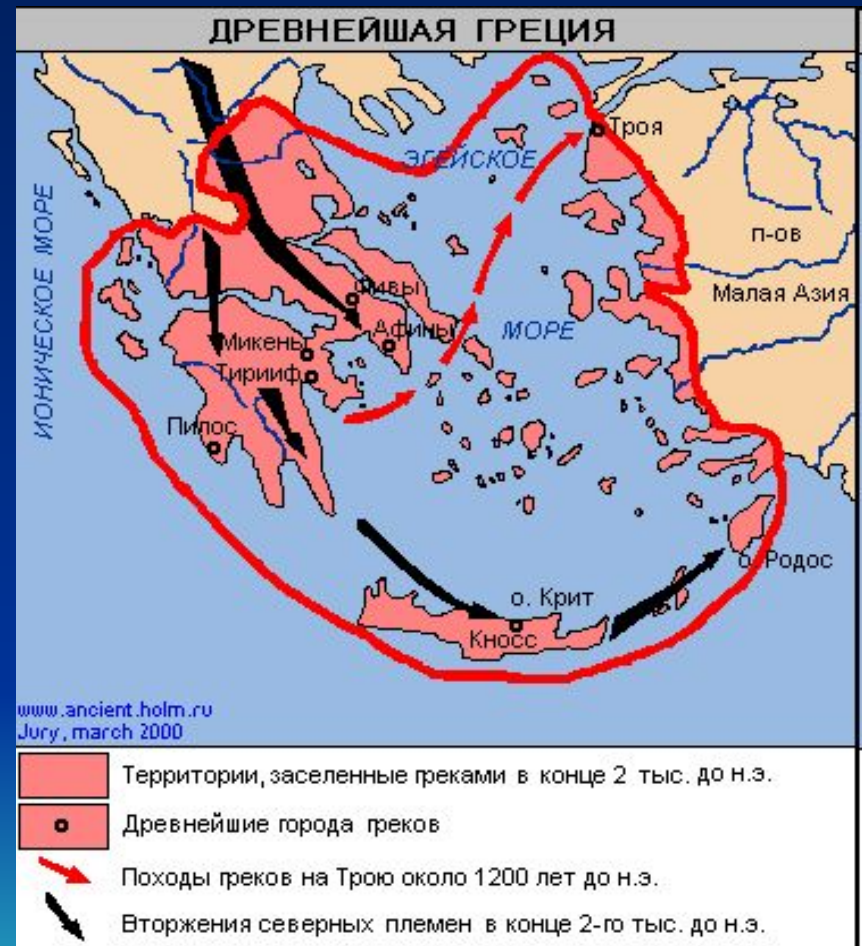 ДРЕВНЕЙШАЯ ГРЕЦИЯ
Троя
ЭГЕЙСКОЕ
ИОНИЧЕСКОЕ МОРЕ
п-ов
Малая Азия
Фивы
Афины
МОРЕ
Микены
Тирииф
Пилос
о. Родос
о. Крит
Кносс
www.ancient.holm.ru
Jury, march 2000
Территории, заселенные греками в конце 2 тыс. до н.э.
Древнейшие города греков
Походы греков на Трою около 1200 лет до н.э.
Вторжения северных племен в конце 2-го тыс. до н.э.